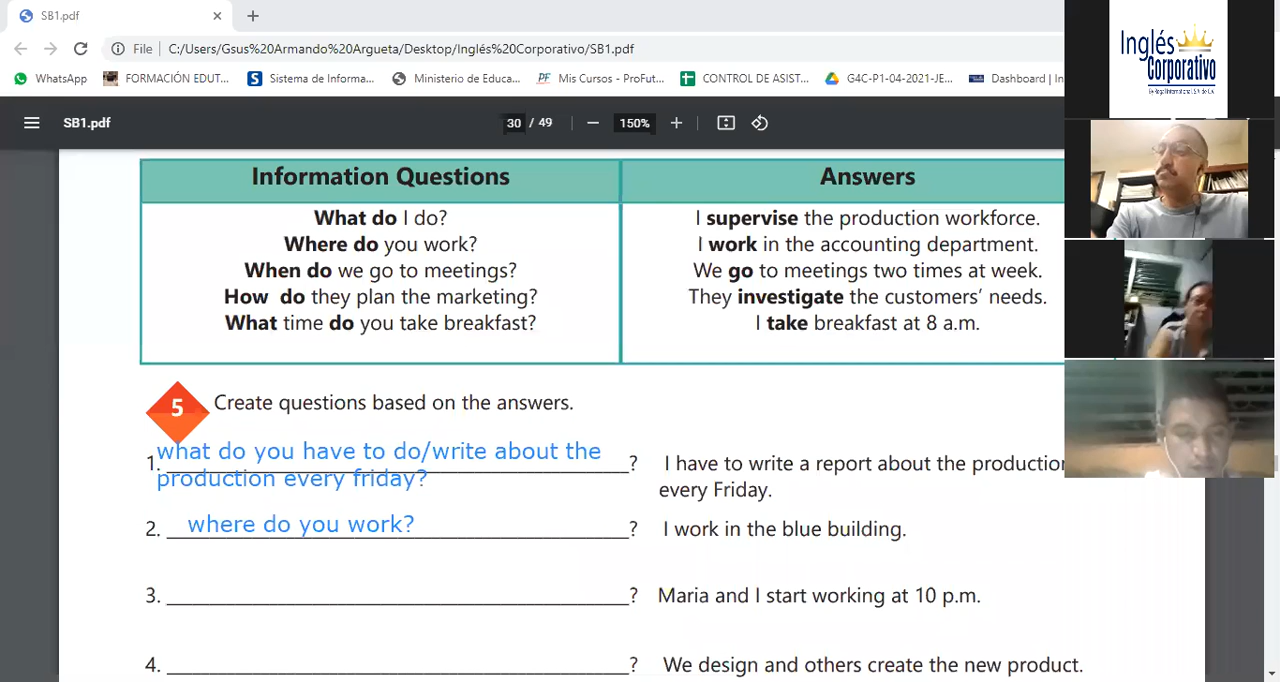 SB1.pdf
File | C:/Users/Gsus%20Armando%20Argueta/Desktop/Inglés%20Corporativo/SB1.pdf
WhatsApp FORMACIÓN EDUT... Sistema de Informa... Ministerio de Educa... Mis Cursos - ProFut... CONTROL DE ASIST... G4C-P1-04-2021-JE... Dashboard | In
SB1.pdf 30 / 49 150%
Inglés
Corporativo
Information Questions Answers
What do I do? I supervise the production workforce.
Where do you work? I work in the accounting department.
When do we go to meetings? We go to meetings two times at week.
How do they plan the marketing? They investigate the customers' needs.
What time do you take breakfast? I take breakfast at 8 a.m.
5 Create questions based on the answers.
what do you have to do/write about the
1. ? I have to write a report about the production
production every friday? every Friday.
2. where do you work? ? I work in the blue building.
3. ? Maria and I start working at 10 p.m.
4. ? We design and others create the new product.